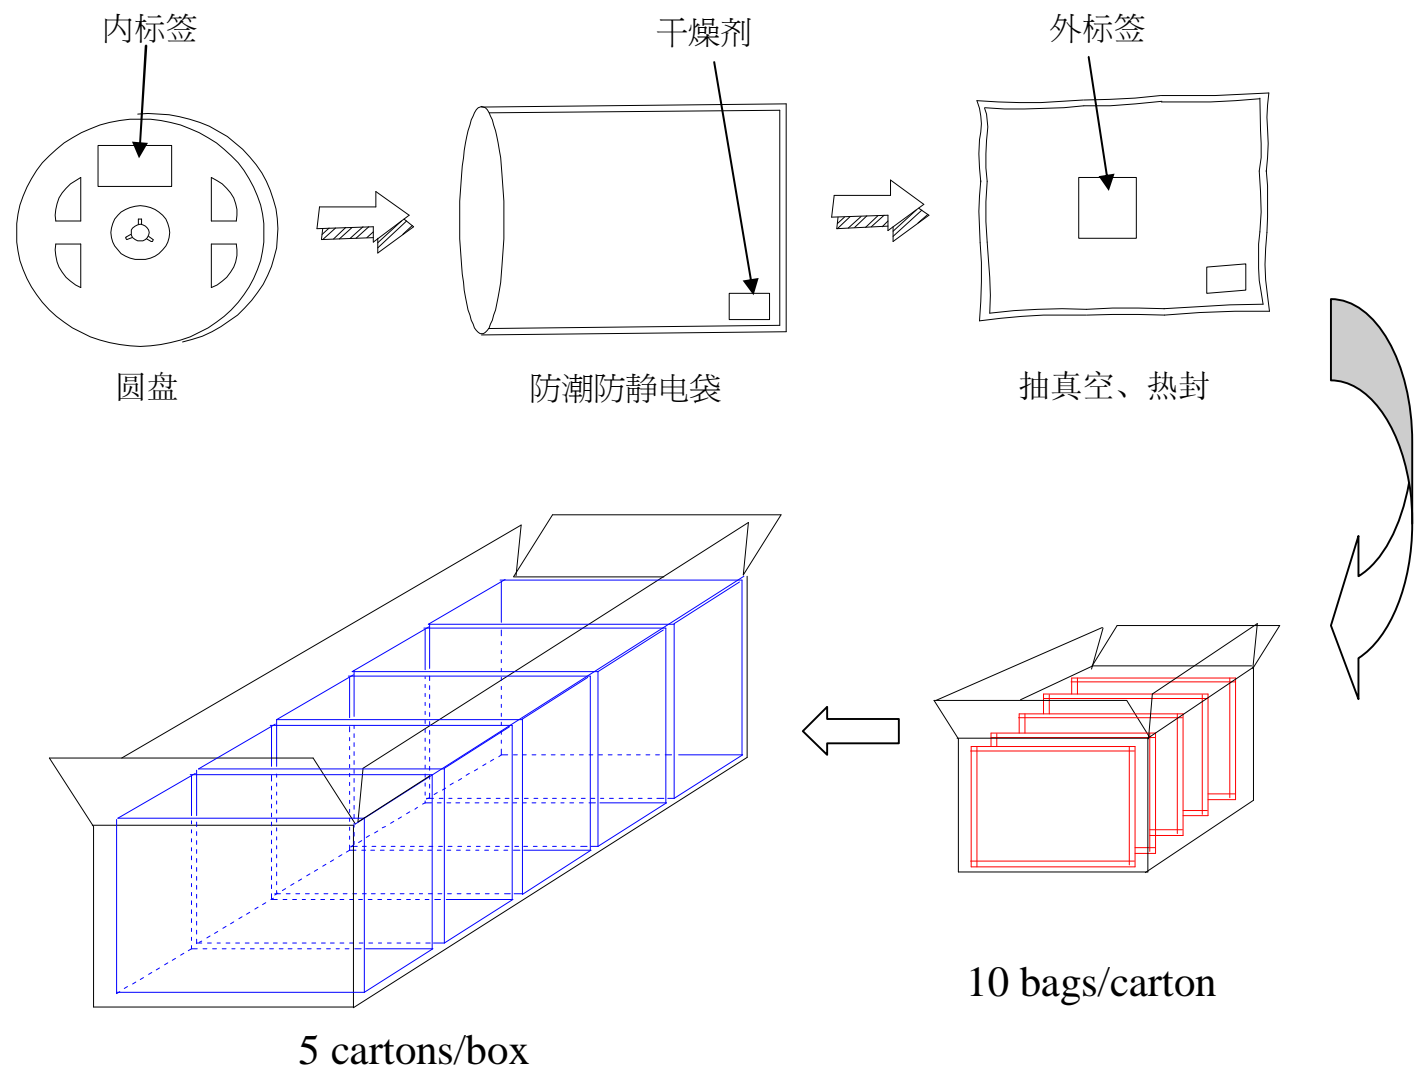 内标签
干燥剂
外标签
圆盘
防潮防静电袋
抽真空、热封
10 bags/carton
5 cartons/box